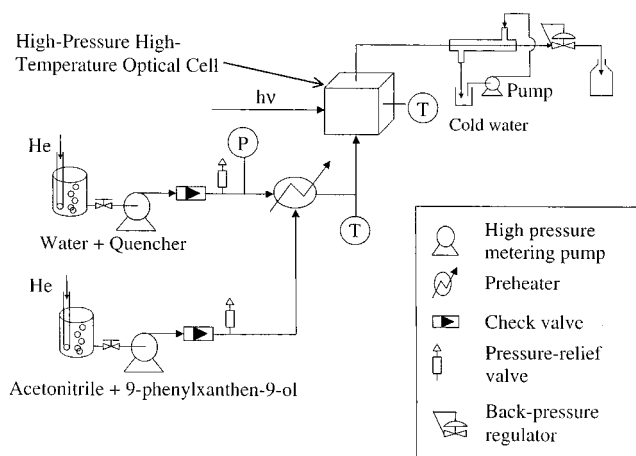 High-Pressure High-
Temperature Optical Cell
hν
T
Pump
Cold water
He
P
Water + Quencher
T
He
Acetonitrile + 9-phenylxanthen-9-ol
High pressure
metering pump
Preheater
Check valve
Pressure-relief
valve
Back-pressure
regulator